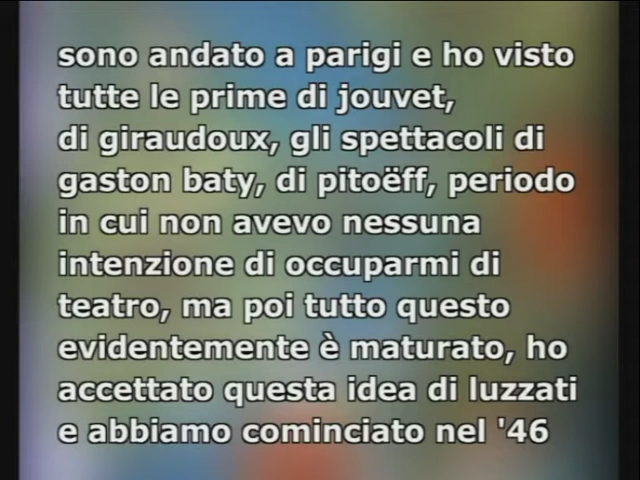 sono andato a parigi e ho visto
tutte le prime di jouvet,
di giraudoux, gli spettacoli di
gaston baty, di pitoëff, periodo
in cui non avevo nessuna
intenzione di occuparmi di
teatro, ma poi tutto questo
evidentemente è maturato, ho
accettato questa idea di luzzati
e abbiamo cominciato nel '46